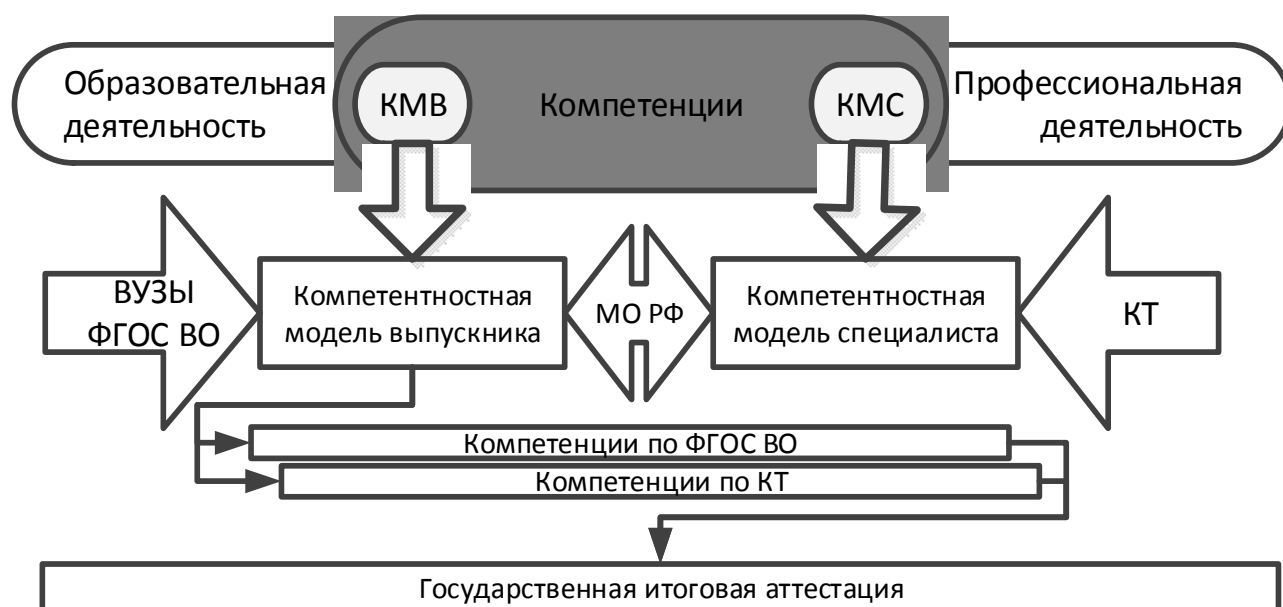 Образовательная
деятельность
КМВ
Компетенции
КМС
Профессиональная
деятельность
ВУЗЫ
ФГОС ВО
Компетентностная
модель выпускника
МО РФ
Компетентностная
модель специалиста
КТ
Компетенции по ФГОС ВО
Компетенции по КТ
Государственная итоговая аттестация